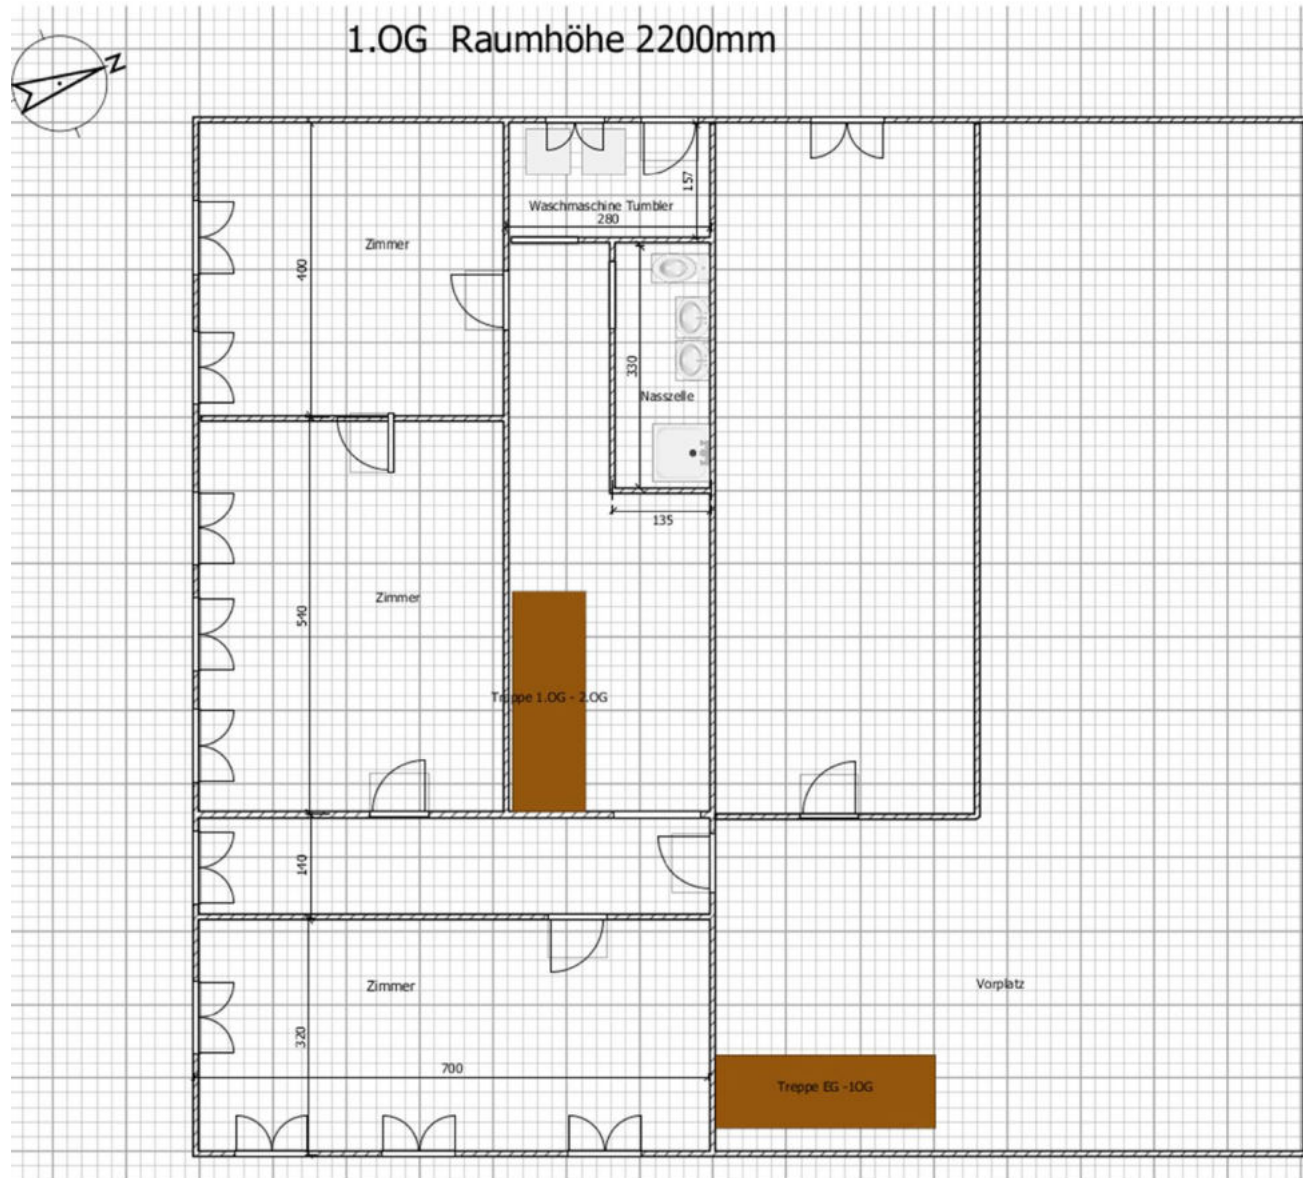 1.OG Raumhöhe 2200mm
N
157
Waschmaschine Tumbler
280
Zimmer
400
330
Nasszelle
135
Zimmer
540
Treppe 1.OG - 2.OG
140
Zimmer
Vorplatz
320
700
Treppe EG -1OG